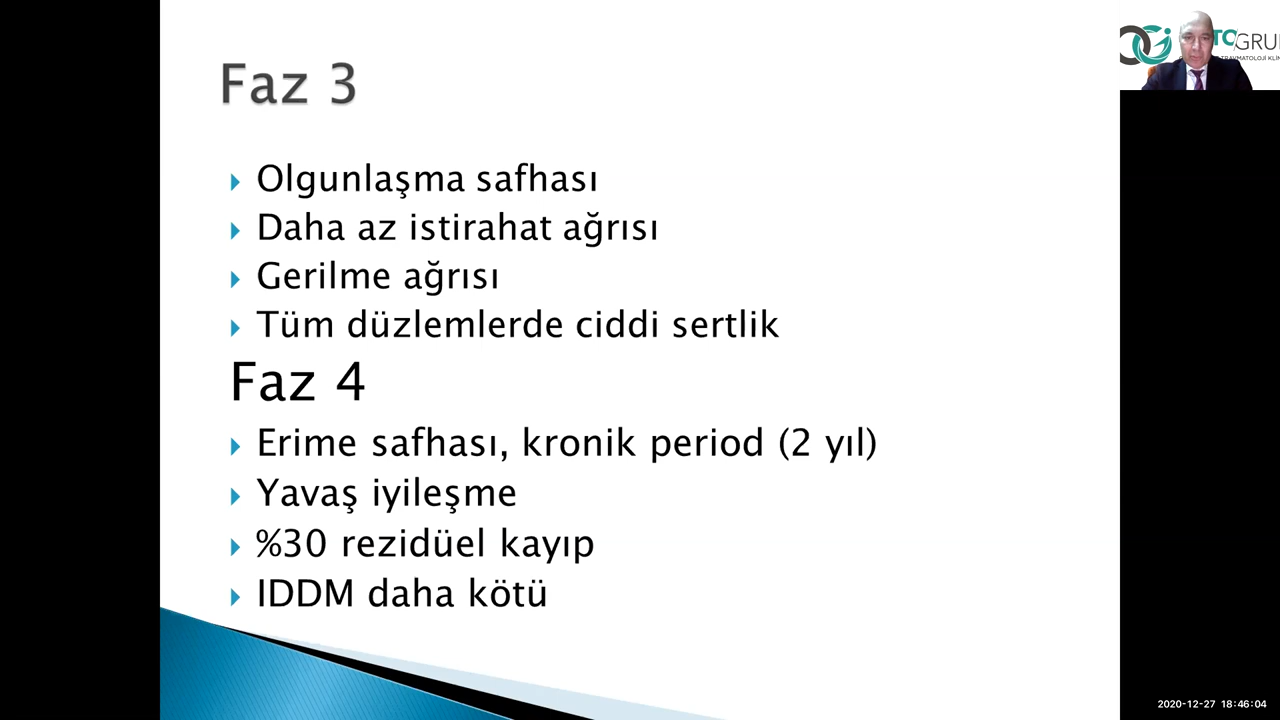 Faz 3
Olgunlaşma safhası
Daha az istirahat ağrısı
Gerilme ağrısı
Tüm düzlemlerde ciddi sertlik
Faz 4
Erime safhası, kronik period (2 yıl)
Yavaş iyileşme
%30 rezidüel kayıp
IDDM daha kötü
2020-12-27 18:46:04